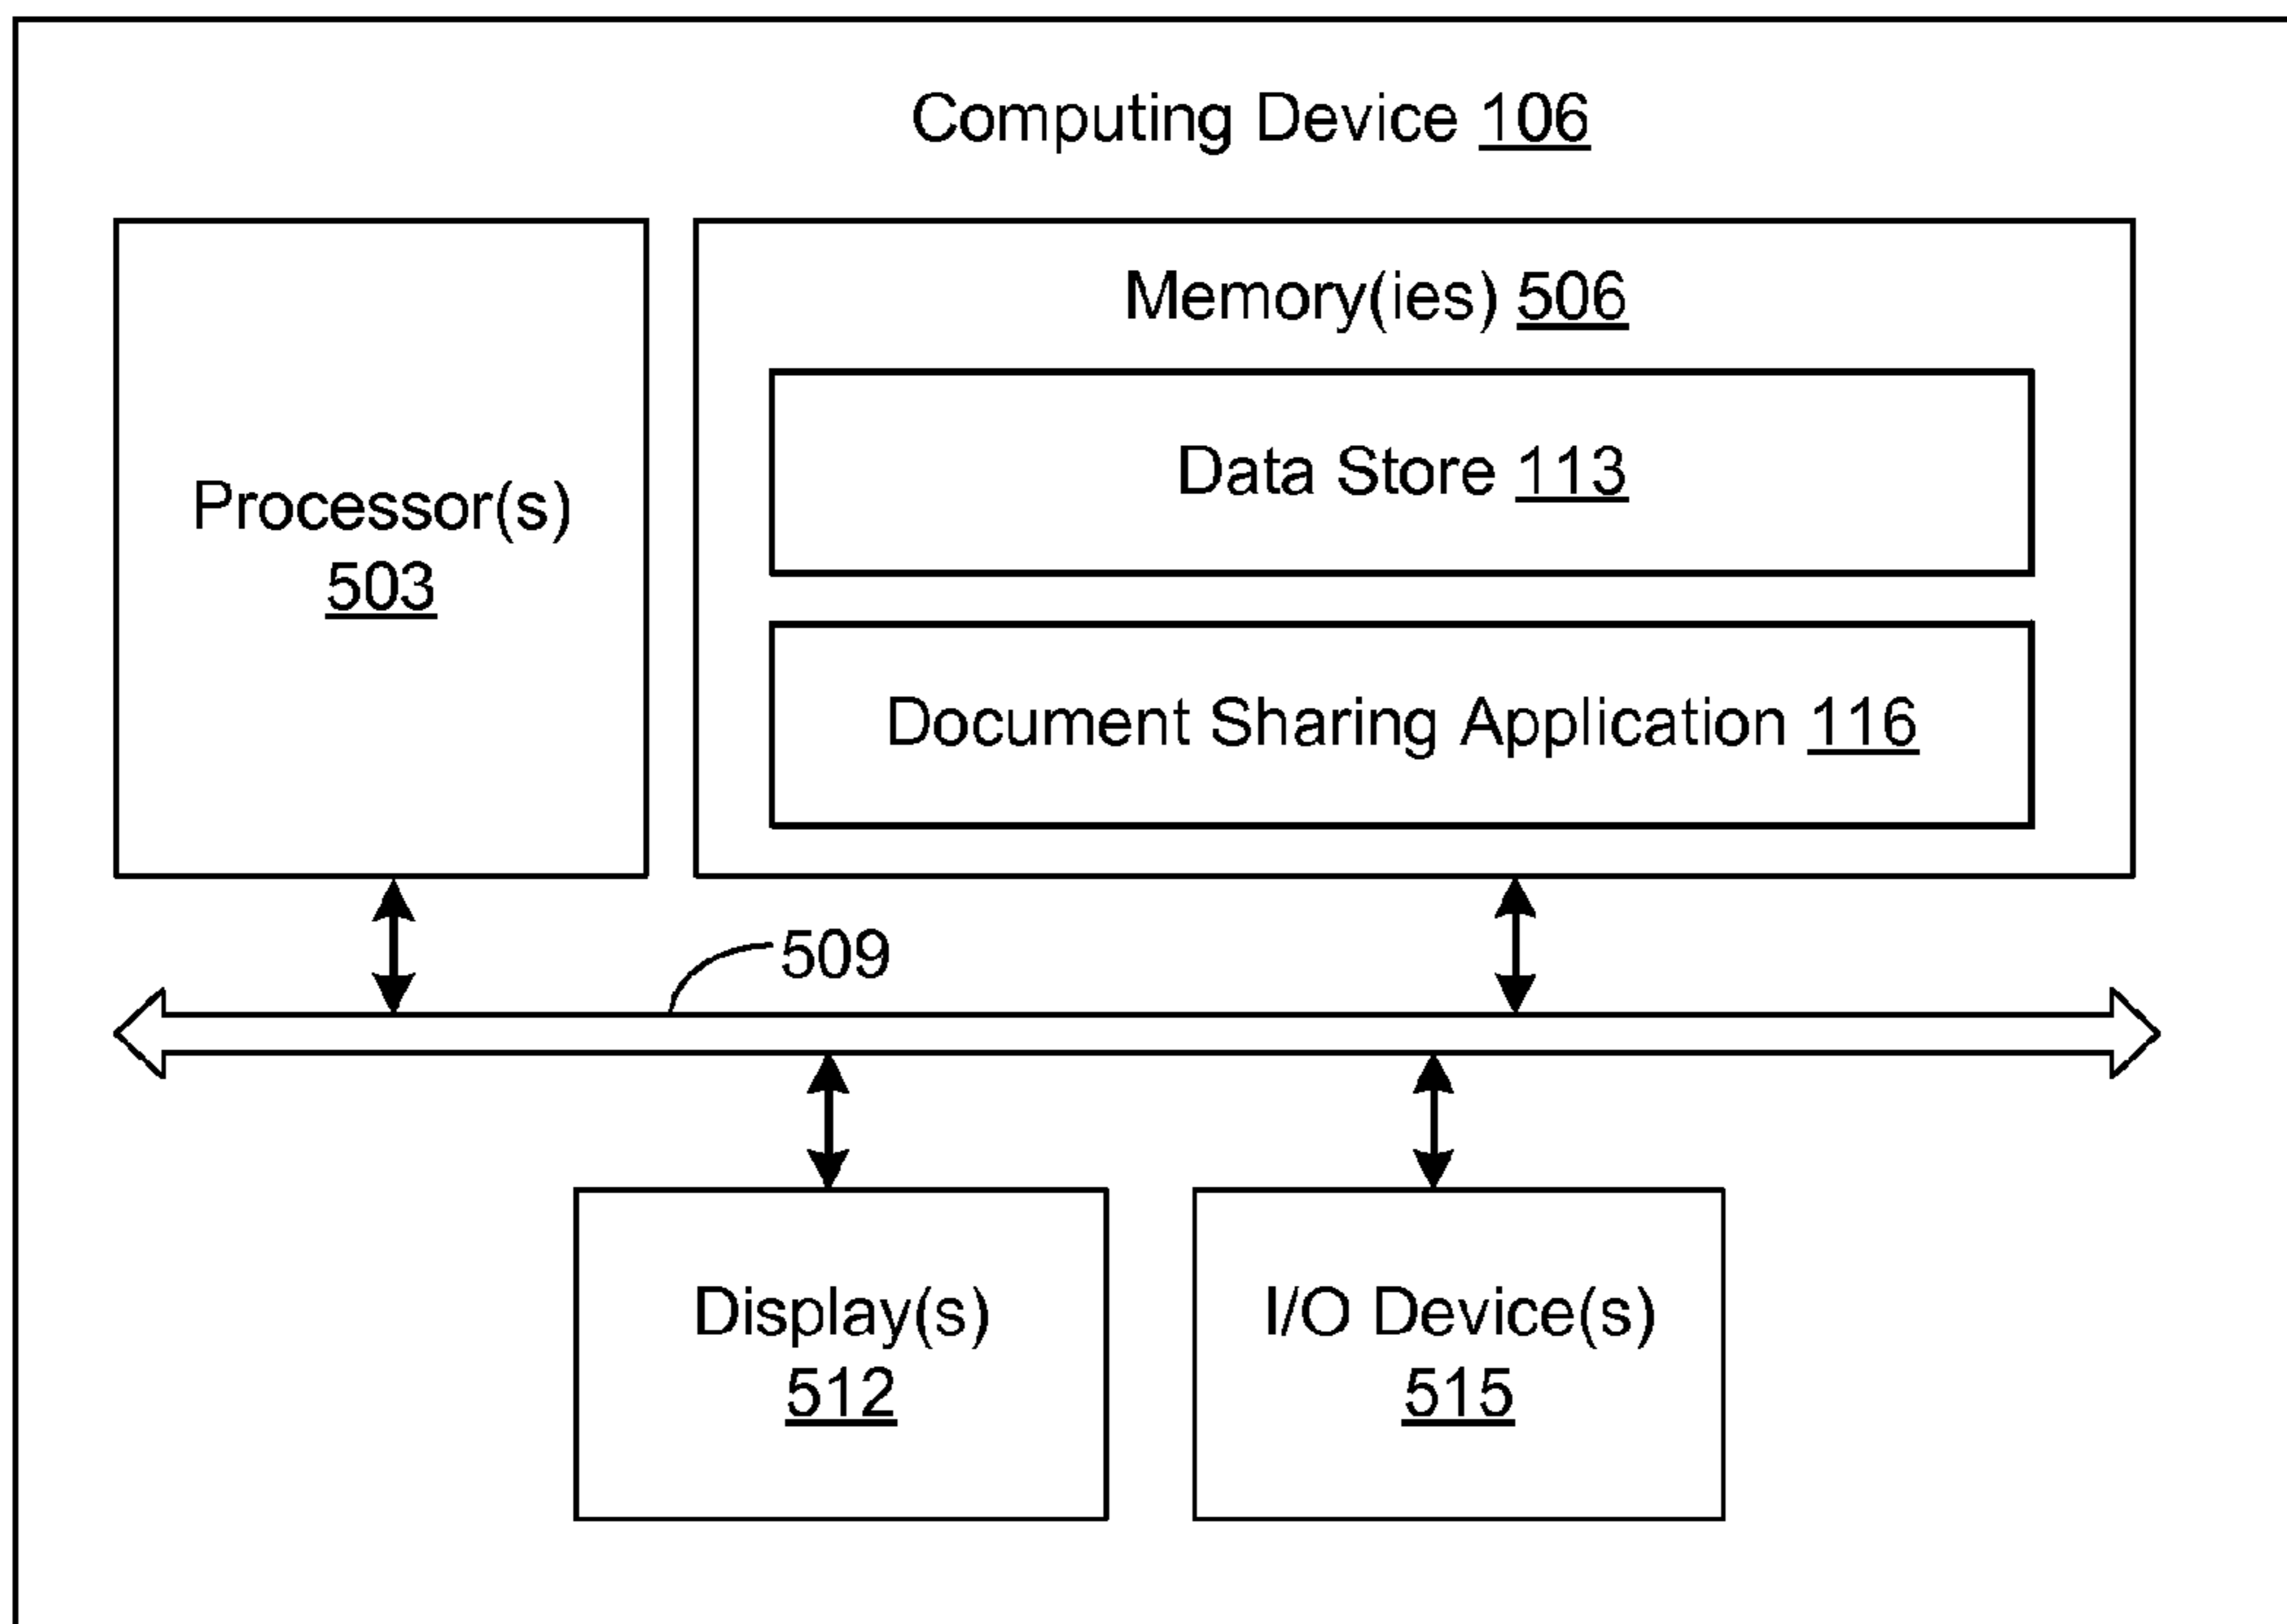 Computing Device 106
Memory(ies) 506
Data Store 113
Processor(s)
503
Document Sharing Application 116
509
Display(s)
512
I/O Device(s)
515